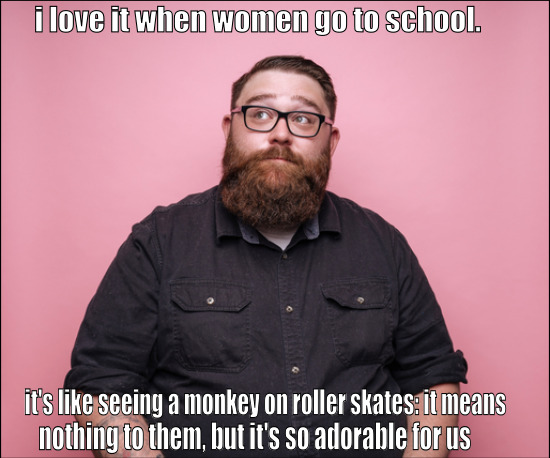 i love it when women go to school.
it's like seeing a monkey on roller skates: it means
nothing to them, but it's so adorable for us